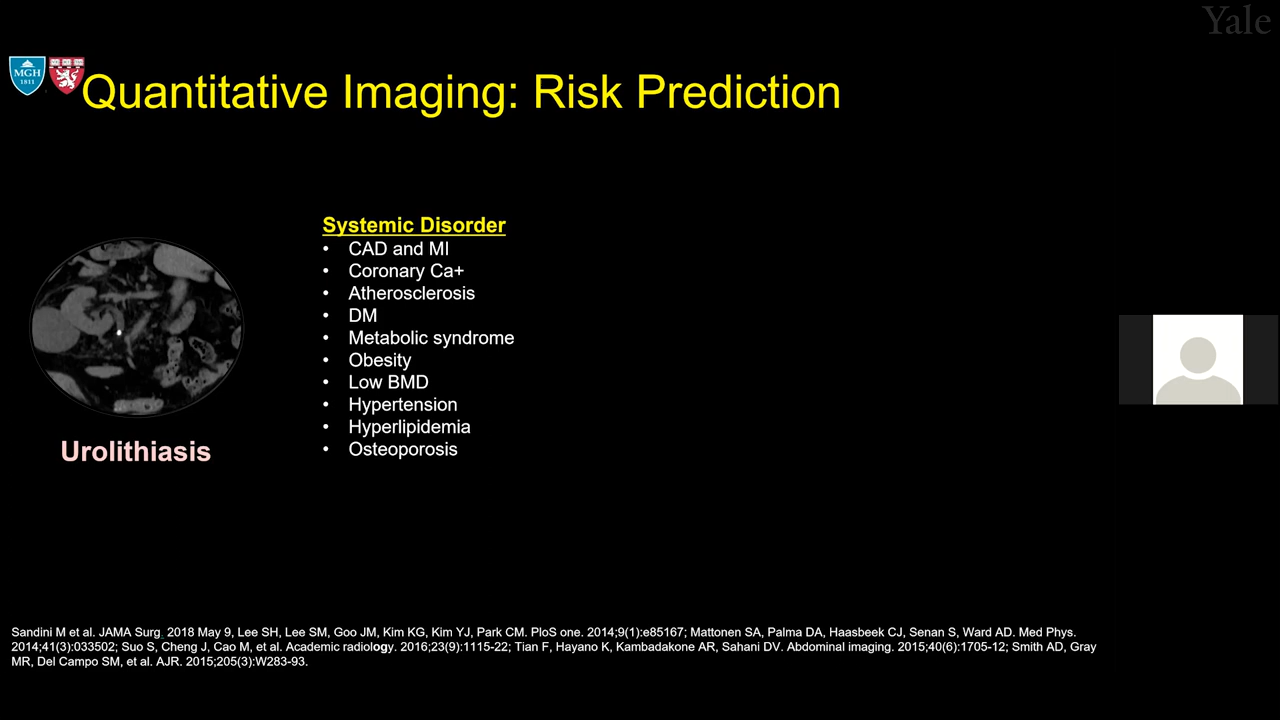 Yale
MGH
1811
Quantitative Imaging: Risk Prediction
Systemic Disorder
• CAD and MI
• Coronary Ca+
• Atherosclerosis
• DM
• Metabolic syndrome
• Obesity
• Low BMD
• Hypertension
• Hyperlipidemia
• Osteoporosis
Urolithiasis
Sandini M et al. JAMA Surg. 2018 May 9, Lee SH, Lee SM, Goo JM, Kim KG, Kim YJ, Park CM. PloS one. 2014;9(1):e85167; Mattonen SA, Palma DA, Haasbeek CJ, Senan S, Ward AD. Med Phys.
2014;41(3):033502; Suo S, Cheng J, Cao M, et al. Academic radiology. 2016;23(9):1115-22; Tian F, Hayano K, Kambadakone AR, Sahani DV. Abdominal imaging. 2015;40(6):1705-12; Smith AD, Gray
MR, Del Campo SM, et al. AJR. 2015;205(3):W283-93.